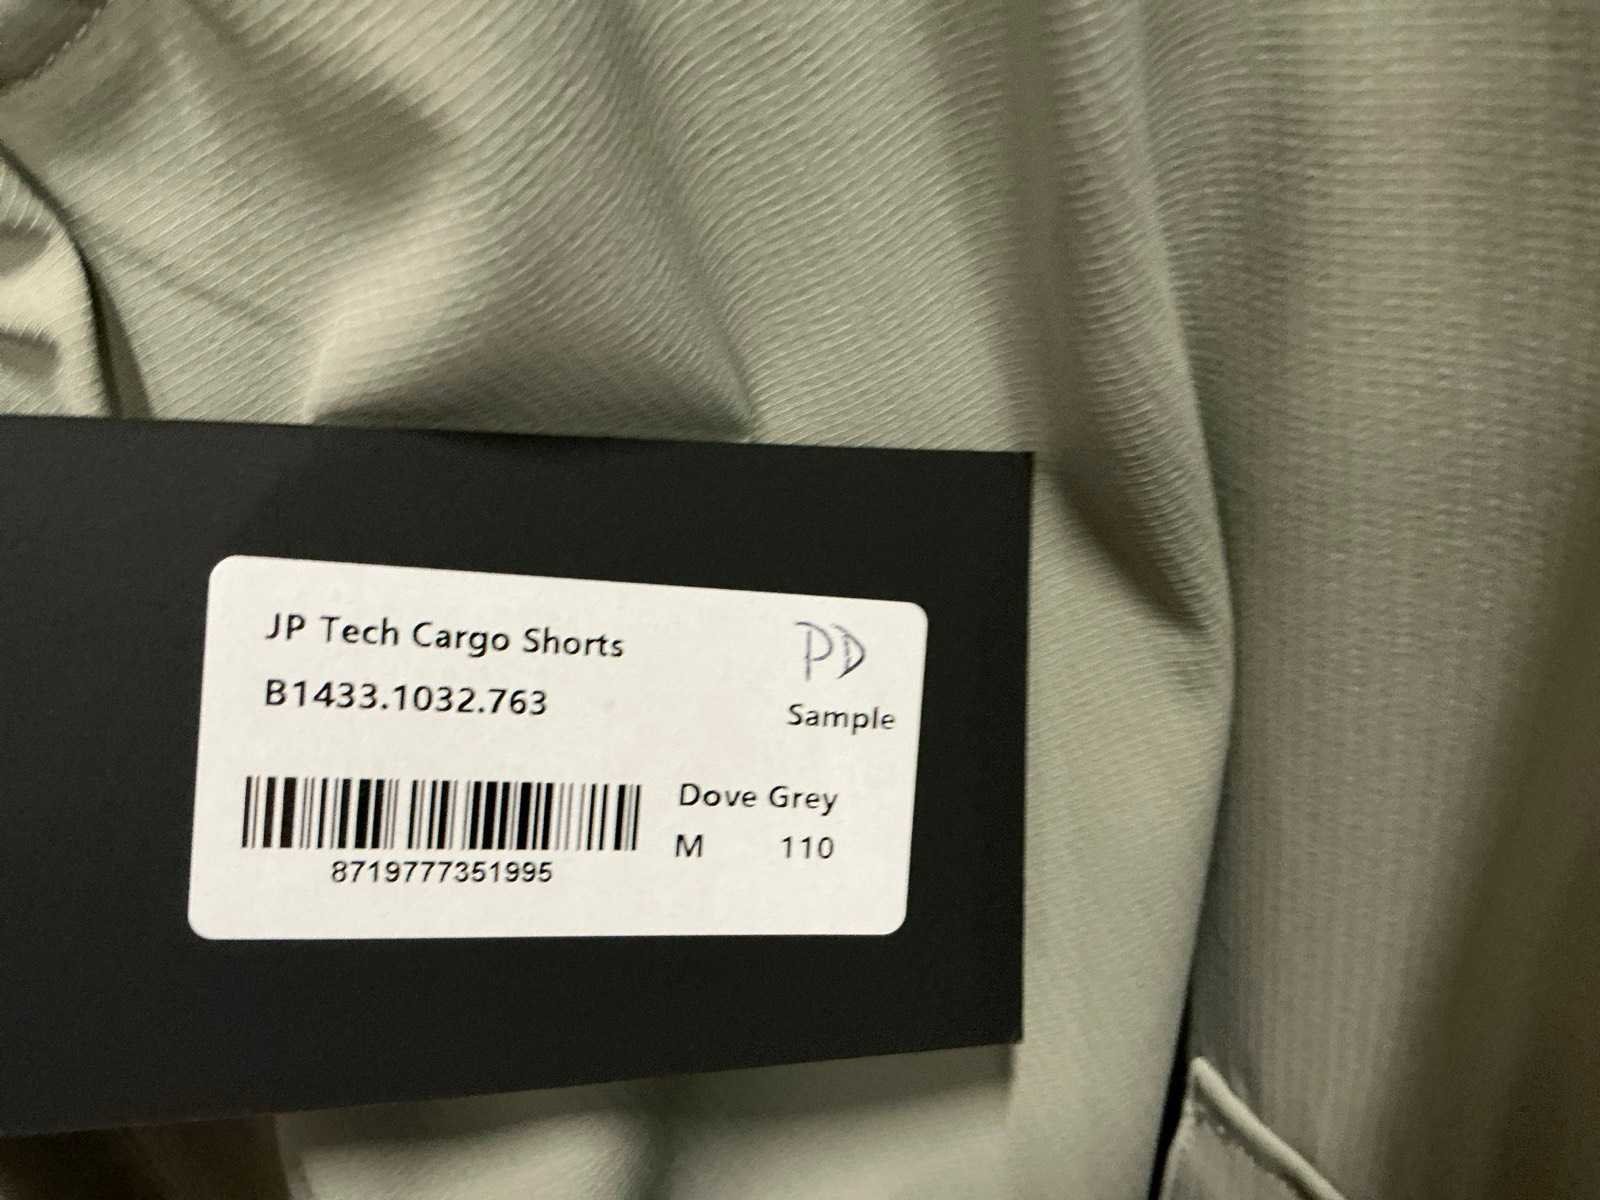 JP Tech Cargo Shorts
B1433.1032.763
PD
Sample
8719777351995
Dove Grey
M 110